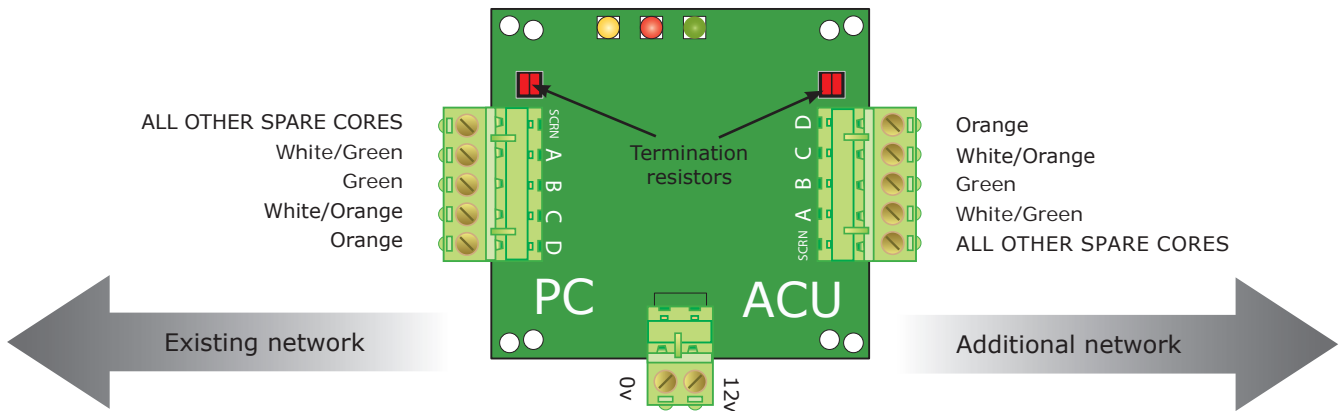 ALL OTHER SPARE CORES
White/Green
Green
White/Orange
Orange
SCRN
A
B
C
D
PC
Termination
resistors
D
C
B
A
SCRN
ACU
Orange
White/Orange
Green
White/Green
ALL OTHER SPARE CORES
Existing network
Additional network
0v
12v